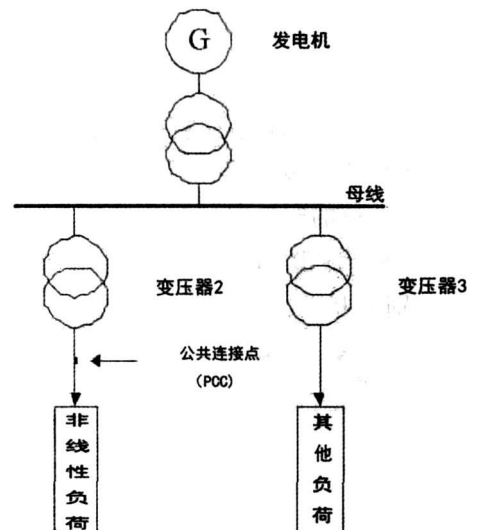 G
发电机
母线
变压器2
变压器3
公共连接点
（PCC）
非线性负荷
其他负荷